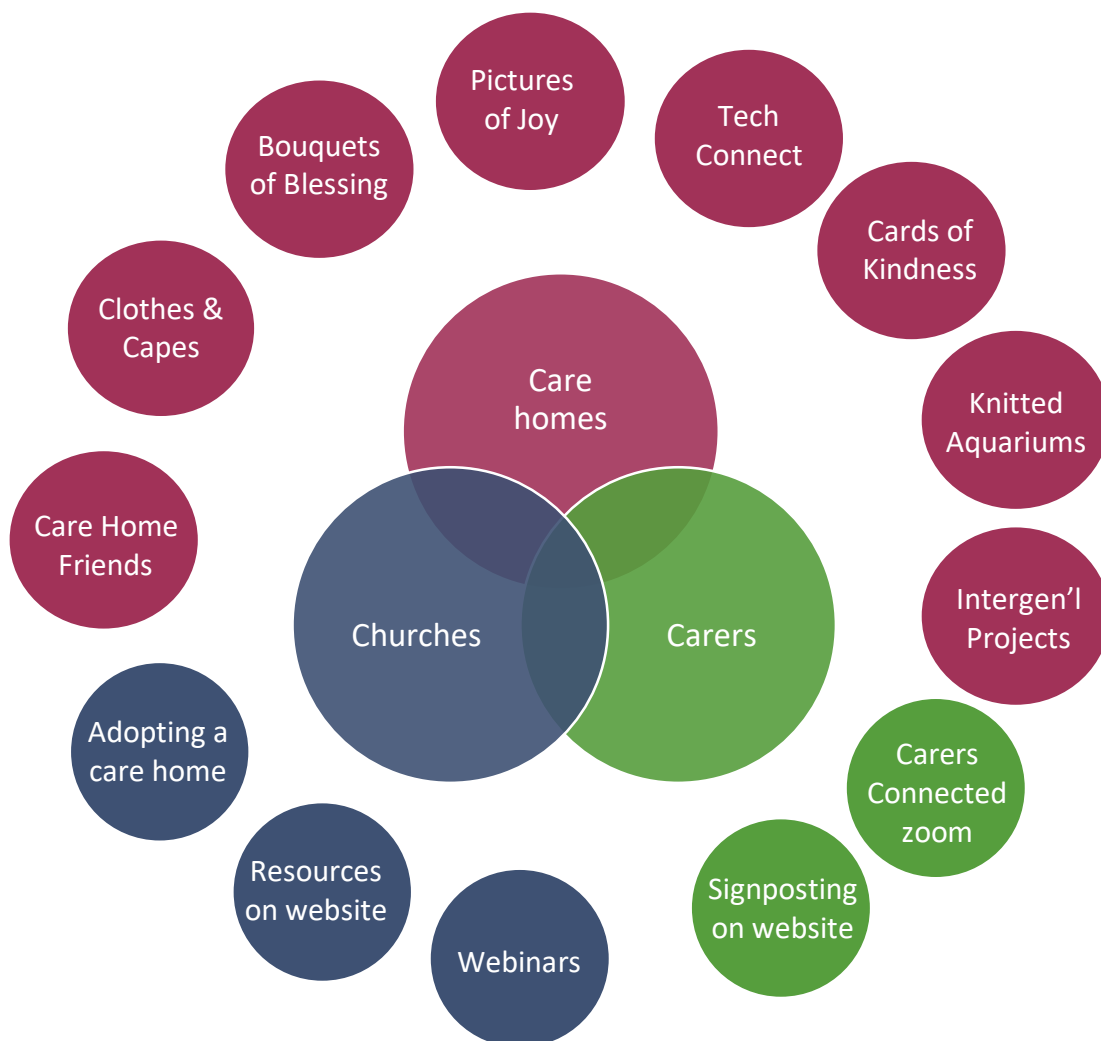 Pictures
of Joy
Tech
Connect
Bouquets
of Blessing
Cards of
Kindness
Clothes &
Capes
Care
homes
Knitted
Aquariums
Care Home
Friends
Intergen’l
Projects
Churches
Carers
Adopting a
care home
Carers
Connected
zoom
Resources
on website
Signposting
on website
Webinars